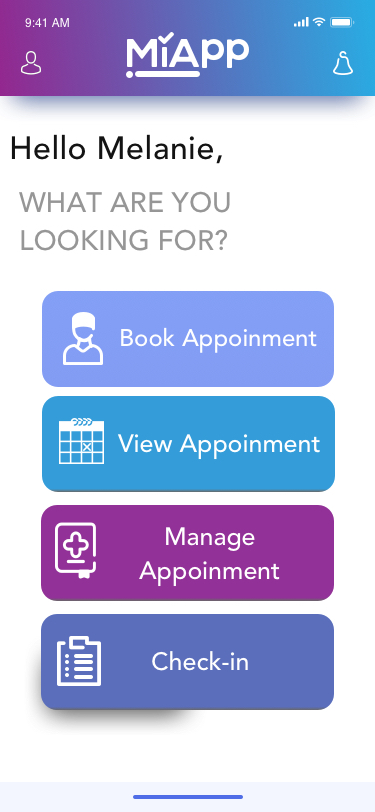 9:41 AM
MiApp
Hello Melanie,
WHAT ARE YOU
LOOKING FOR?
Book Appoinment
View Appoinment
Manage
Appoinment
Check-in